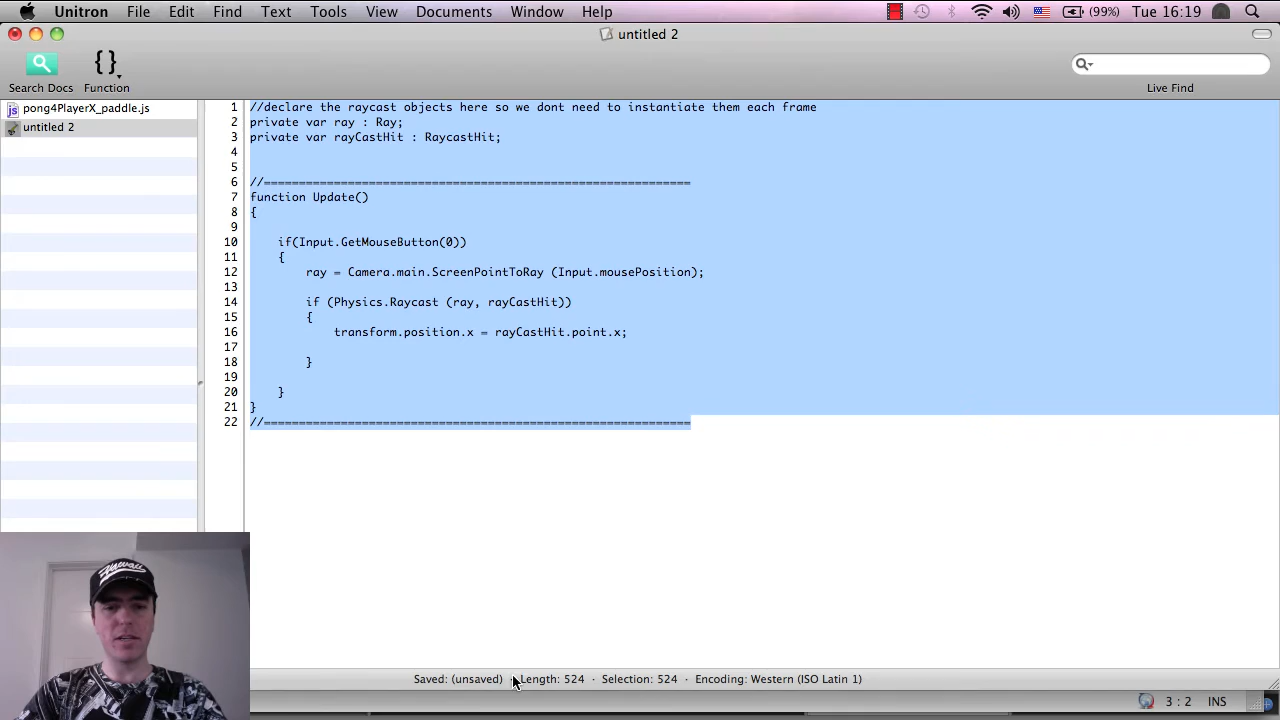 Unitron File Edit Find Text Tools View Documents Window Help (99%) Tue 16:19
untitled 2
{}
Search Docs Function Live Find
js pong4PlayerX_paddle.js
untitled 2
1 //declare the raycast objects here so we dont need to instantiate them each frame
2 private var ray : Ray;
3 private var rayCastHit : RaycastHit;
4
5
6 //=============================================================
7 function Update()
8 {
9
10 if(Input.GetMouseButton(0))
11 {
12 ray = Camera.main.ScreenPointToRay (Input.mousePosition);
13
14 if (Physics.Raycast (ray, rayCastHit))
15 {
16 transform.position.x = rayCastHit.point.x;
17
18 }
19
20 }
21 }
22 //=============================================================
Saved: (unsaved) · Length: 524 · Selection: 524 · Encoding: Western (ISO Latin 1)
3 : 2 INS